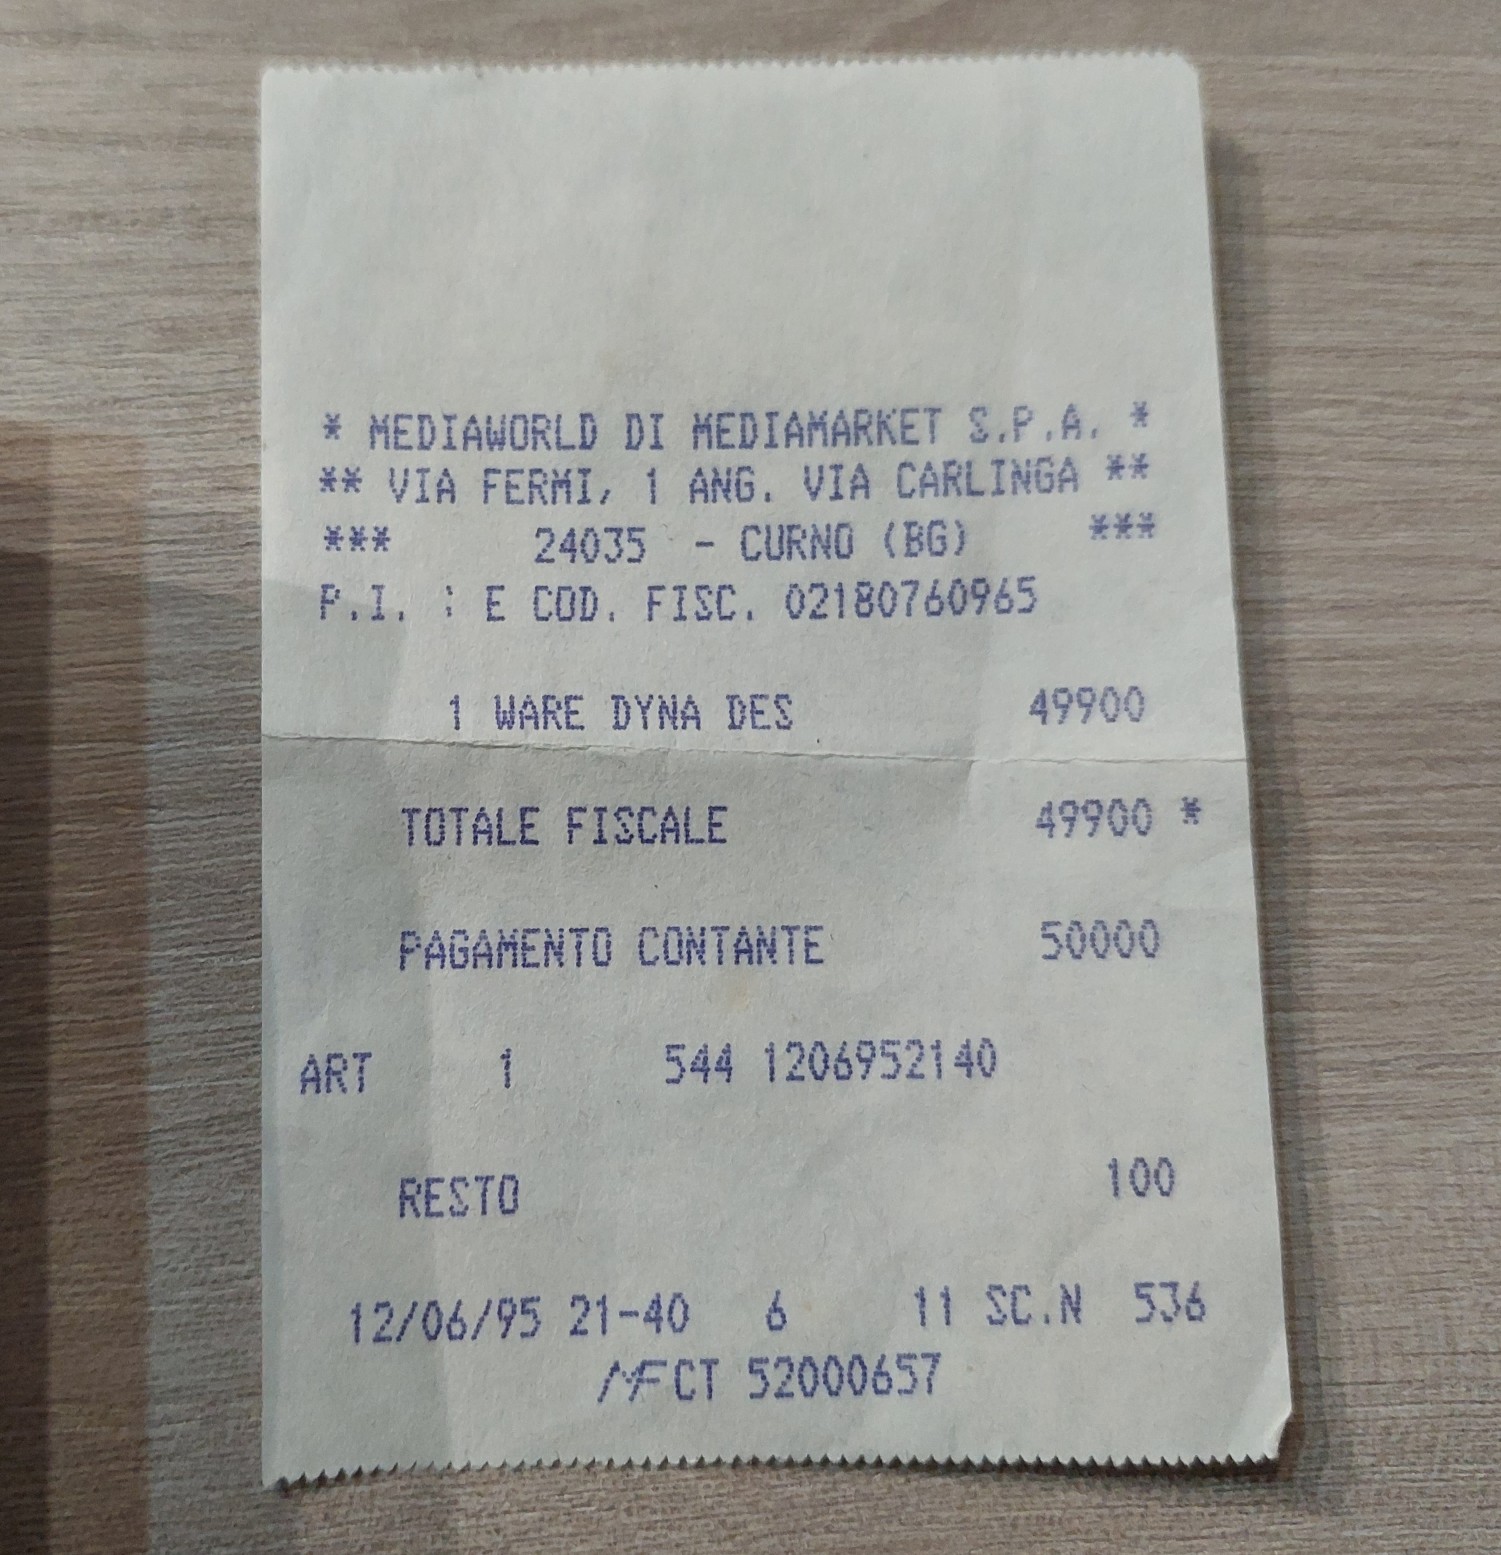 * MEDIAWORLD DI MEDIAMARKET S.P.A. *
** VIA FERMI, 1 ANG. VIA CARLINGA **
*** 24035 - CURNO (BG) ***
P.I. : E COD. FISC. 02180760965
1 WARE DYNA DES 49900
TOTALE FISCALE 49900 *
PAGAMENTO CONTANTE 50000
ART 1 544 1206952140
RESTO 100
12/06/95 21-40 6 11 SC.N 536
MF CT 52000657